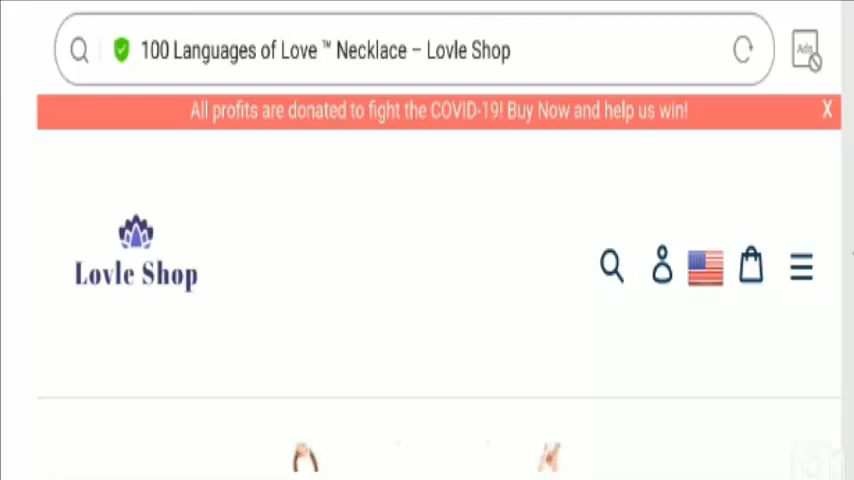 100 Languages of Love ™ Necklace – Lovle Shop
Ads
All profits are donated to fight the COVID-19! Buy Now and help us win!
X
Lovle Shop